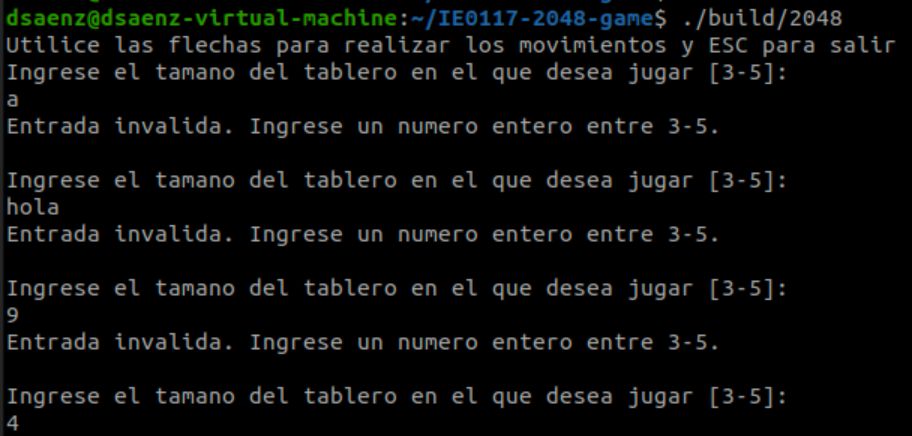 dsaenz@dsaenz-virtual-machine:~/IE0117-2048-game$ ./build/2048
Utilice las flechas para realizar los movimientos y ESC para salir
Ingrese el tamano del tablero en el que desea jugar [3-5]:
a
Entrada invalida. Ingrese un numero entero entre 3-5.

Ingrese el tamano del tablero en el que desea jugar [3-5]:
hola
Entrada invalida. Ingrese un numero entero entre 3-5.

Ingrese el tamano del tablero en el que desea jugar [3-5]:
9
Entrada invalida. Ingrese un numero entero entre 3-5.

Ingrese el tamano del tablero en el que desea jugar [3-5]:
4